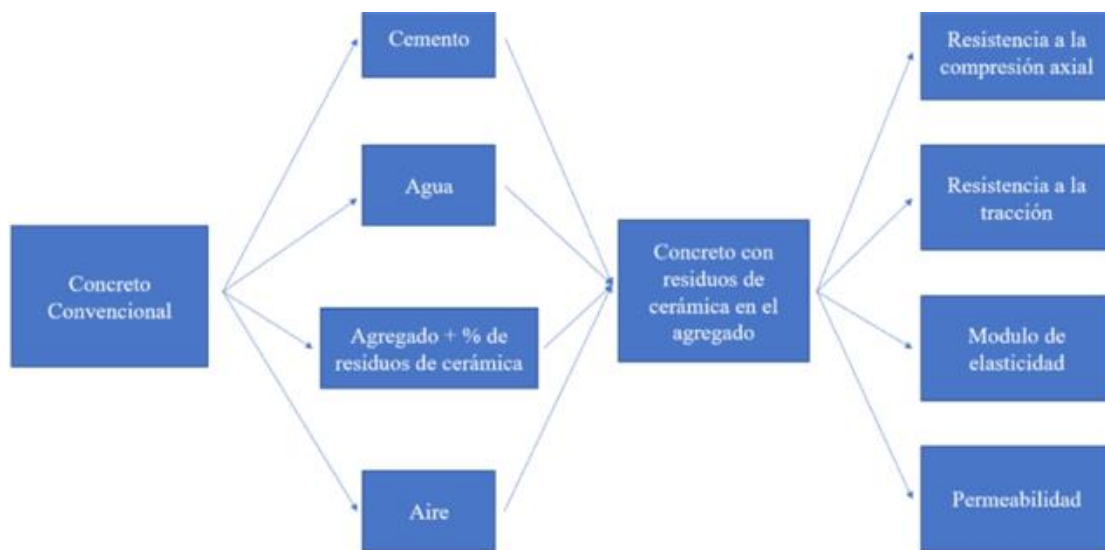 Concreto
Convencional
Cemento
Agua
Agregado + % de
residuos de cerámica
Aire
Concreto con
residuos de
cerámica en el
agregado
Resistencia a la
compresión axial
Resistencia a la
tracción
Modulo de
elasticidad
Permeabilidad